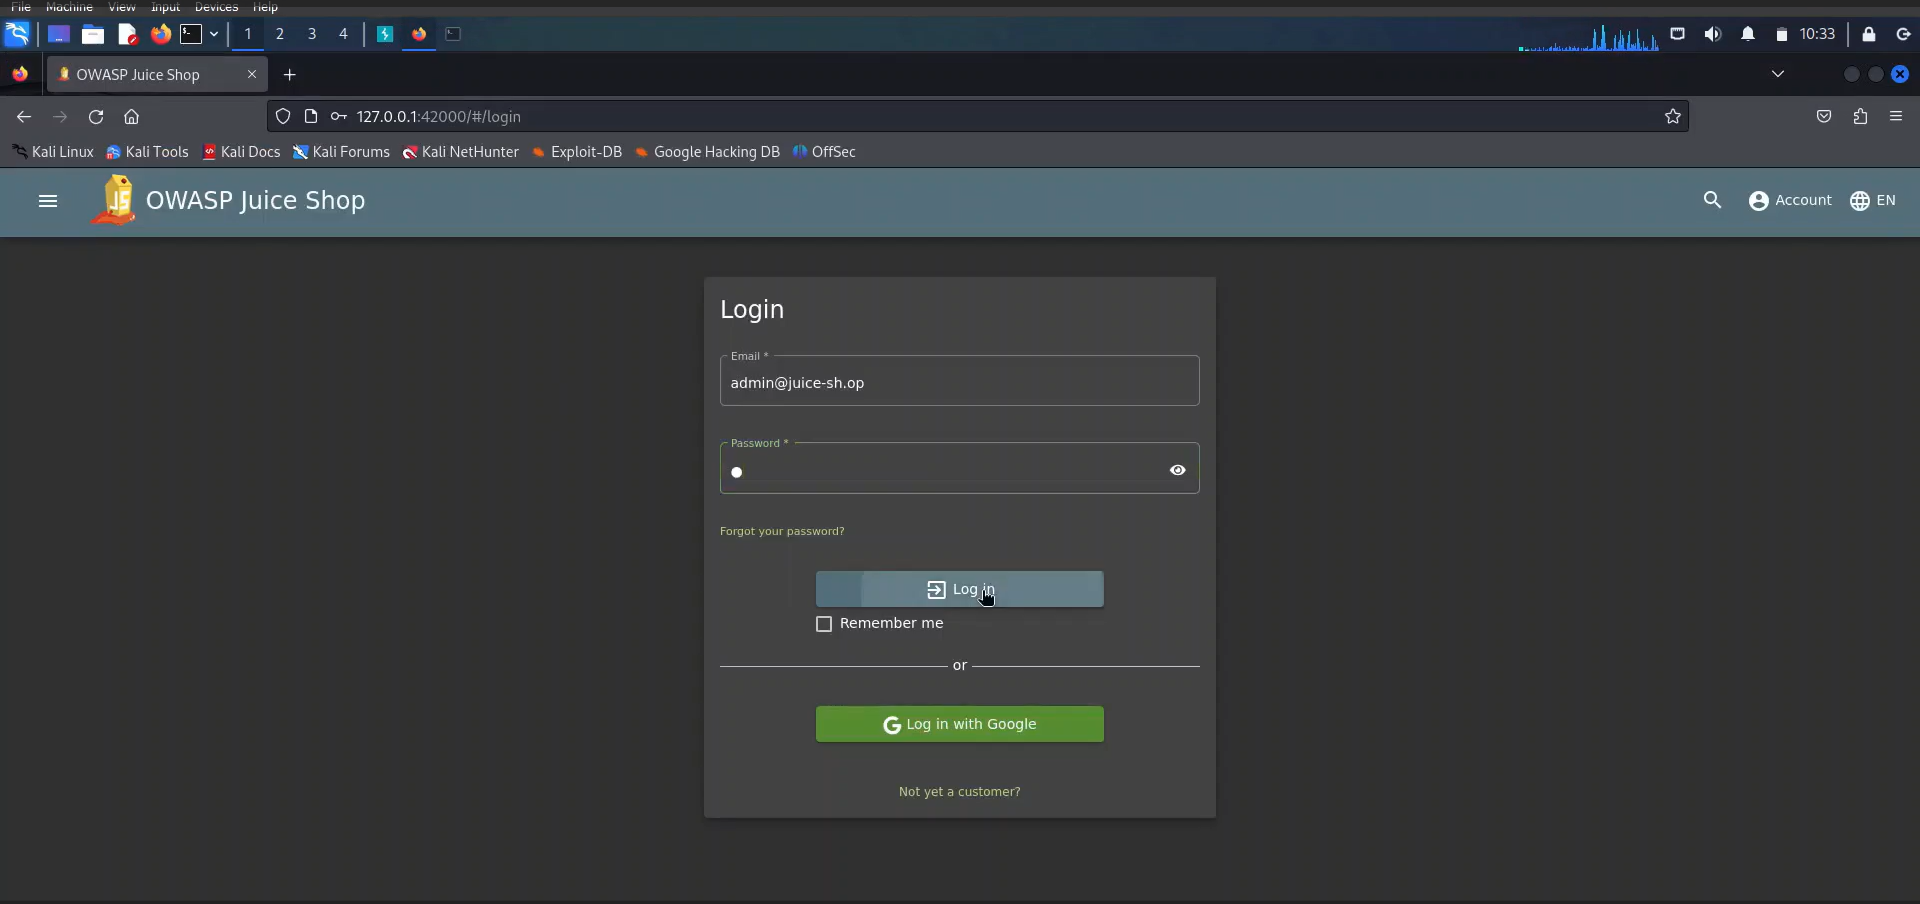 File Machine View Input Devices Help
1 2 3 4 10:33
OWASP Juice Shop
127.0.0.1:42000/#/login
Kali Linux Kali Tools Kali Docs Kali Forums Kali NetHunter Exploit-DB Google Hacking DB OffSec
JS OWASP Juice Shop Account EN
Login
Email *
admin@juice-sh.op
Password *
Forgot your password?
Log in
Remember me
or
G Log in with Google
Not yet a customer?